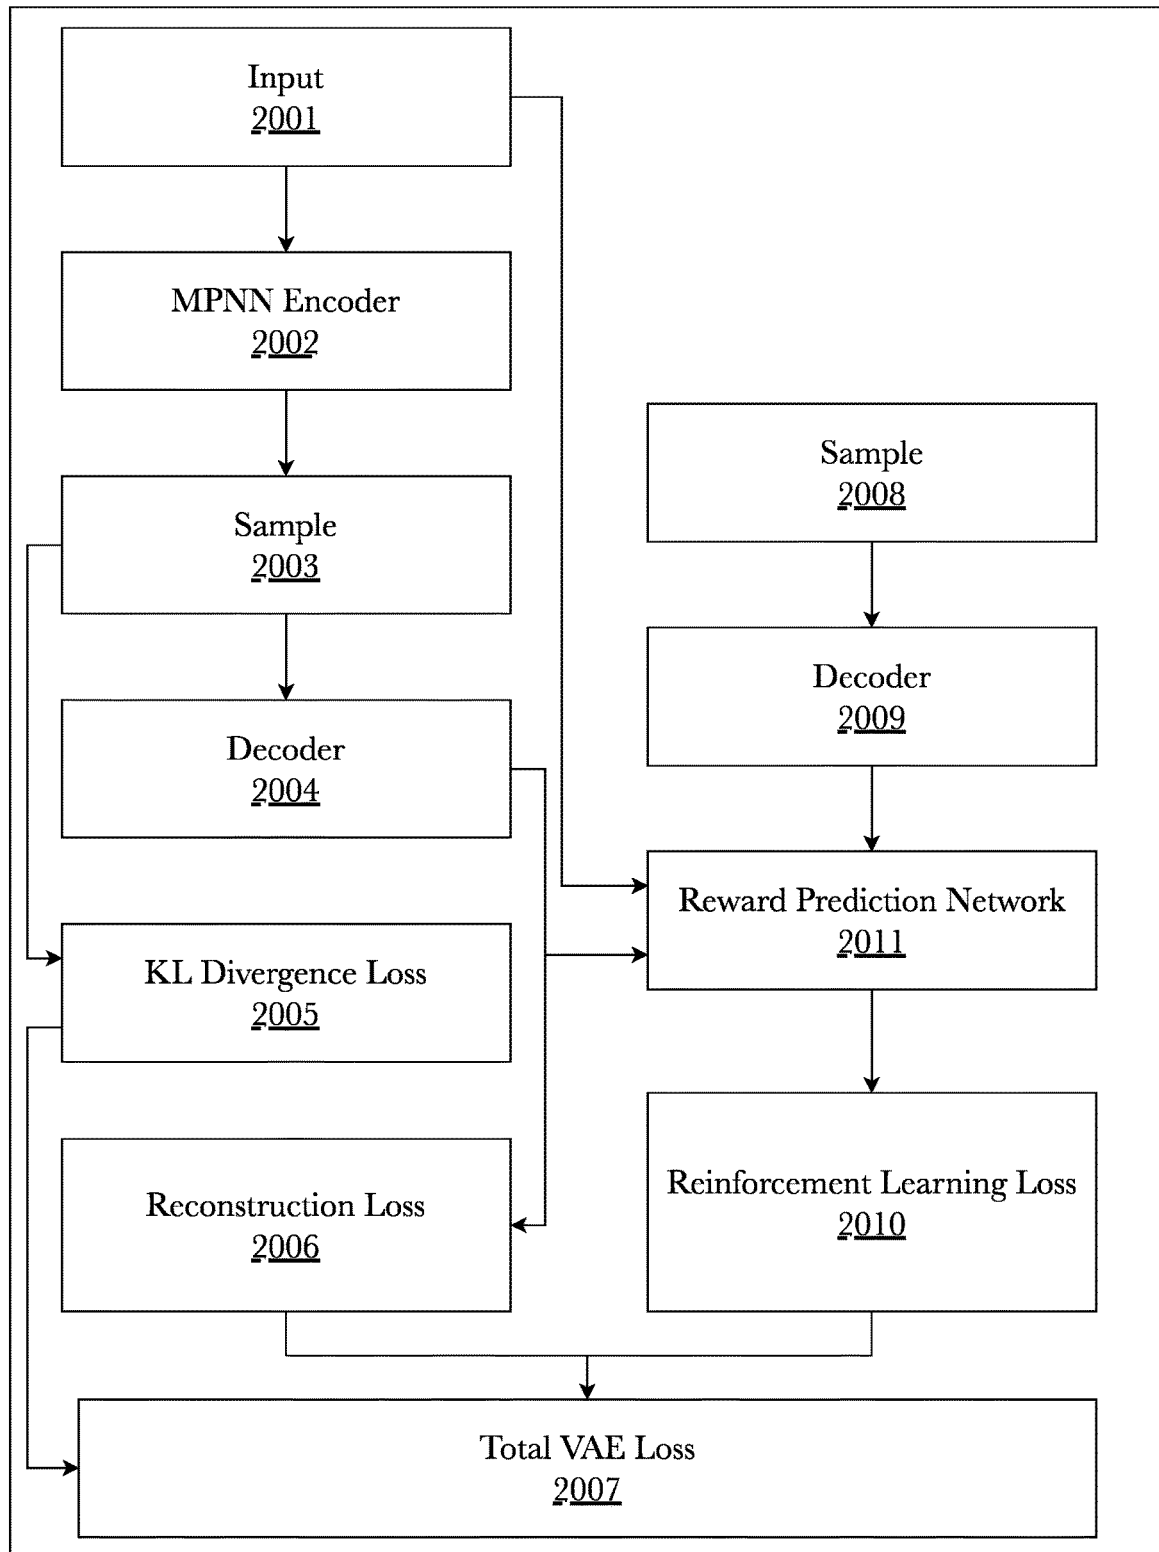 Input
2001
MPNN Encoder
2002
Sample
2003
Decoder
2004
KL Divergence Loss
2005
Reconstruction Loss
2006
Sample
2008
Decoder
2009
Reward Prediction Network
2011
Reinforcement Learning Loss
2010
Total VAE Loss
2007